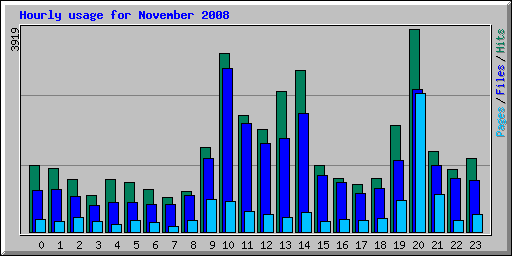 Hourly usage for November 2008
3919
Pages/Files/Hits
0 1 2 3 4 5 6 7 8 9 10 11 12 13 14 15 16 17 18 19 20 21 22 23